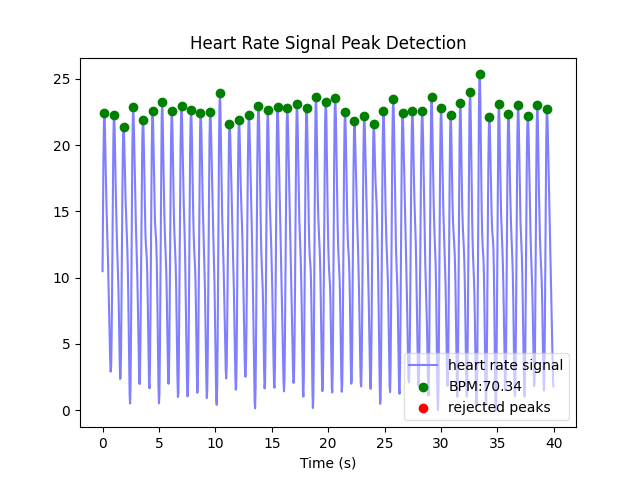 Heart Rate Signal Peak Detection
25
20
15
10
5
0
heart rate signal
BPM:70.34
rejected peaks
0 5 10 15 20 25 30 35 40
Time (s)